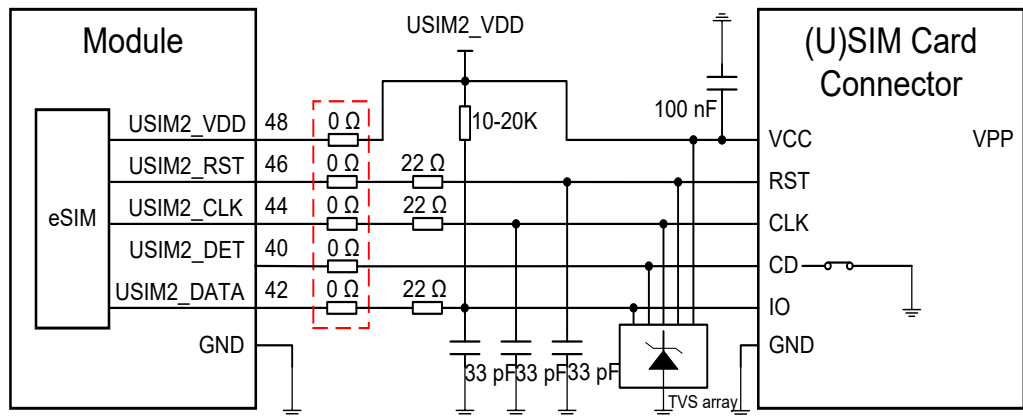 Module
USIM2_VDD
(U)SIM Card
Connector
100 nF
10-20K
eSIM
USIM2_VDD 48 0 Ω VCC VPP
USIM2_RST 46 0 Ω 22 Ω RST
USIM2_CLK 44 0 Ω 22 Ω CLK
USIM2_DET 40 0 Ω CD
USIM2_DATA 42 0 Ω 22 Ω IO
GND GND
33 pF 33 pF 33 pF
TVS array